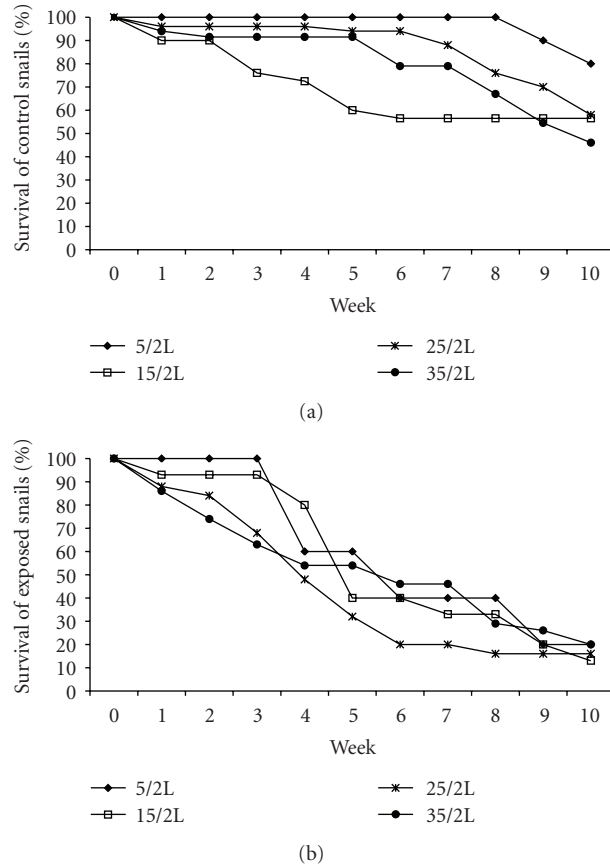 Survival of control snails (%)
100
90
80
70
60
50
40
30
20
10
0
0 1 2 3 4 5 6 7 8 9 10
Week
5/2L 25/2L
15/2L 35/2L
(a)
Survival of exposed snails (%)
100
90
80
70
60
50
40
30
20
10
0
0 1 2 3 4 5 6 7 8 9 10
Week
5/2L 25/2L
15/2L 35/2L
(b)